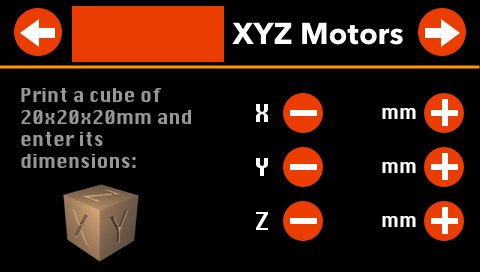 XYZ Motors
Print a cube of
20x20x20mm and
enter its
dimensions:
X mm
Y mm
Z mm
Z
X Y